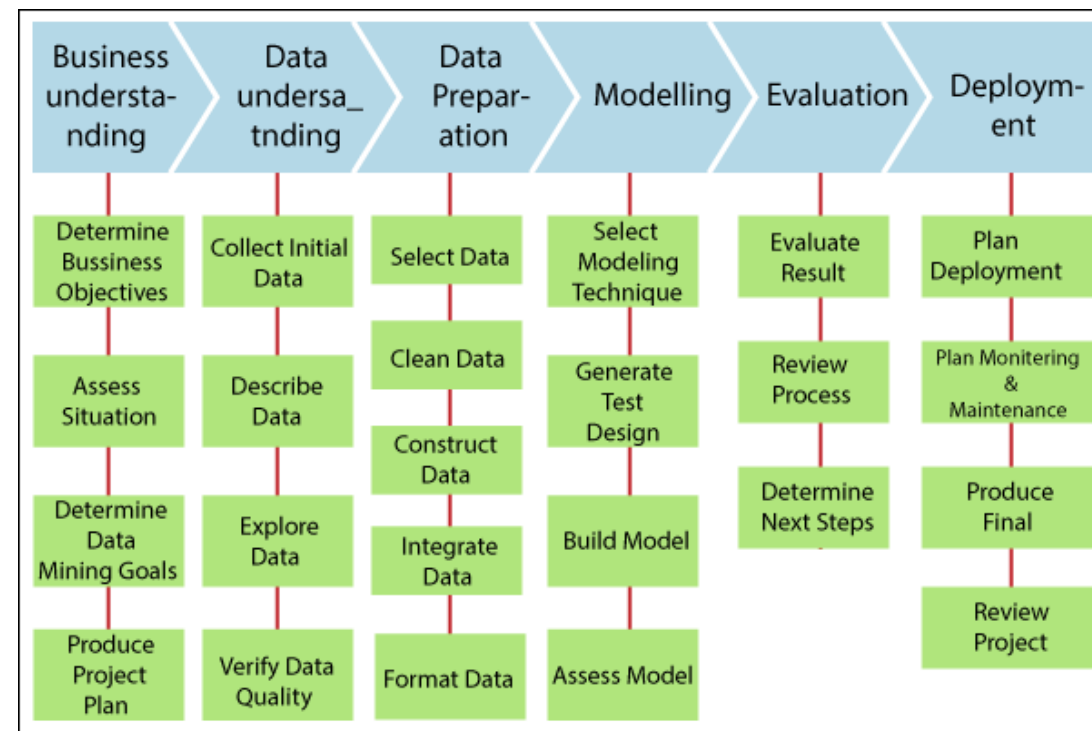 Business
understa-
nding
Data
undersa_
tnding
Data
Prepar-
ation
Modelling
Evaluation
Deploym-
ent
Determine
Bussiness
Objectives
Assess
Situation
Determine
Data
Mining Goals
Produce
Project
Plan
Collect Initial
Data
Describe
Data
Explore
Data
Verify Data
Quality
Select Data
Clean Data
Construct
Data
Integrate
Data
Format Data
Select
Modeling
Technique
Generate
Test
Design
Build Model
Assess Model
Evaluate
Result
Review
Process
Determine
Next Steps
Plan
Deployment
Plan Monitering
&
Maintenance
Produce
Final
Review
Project